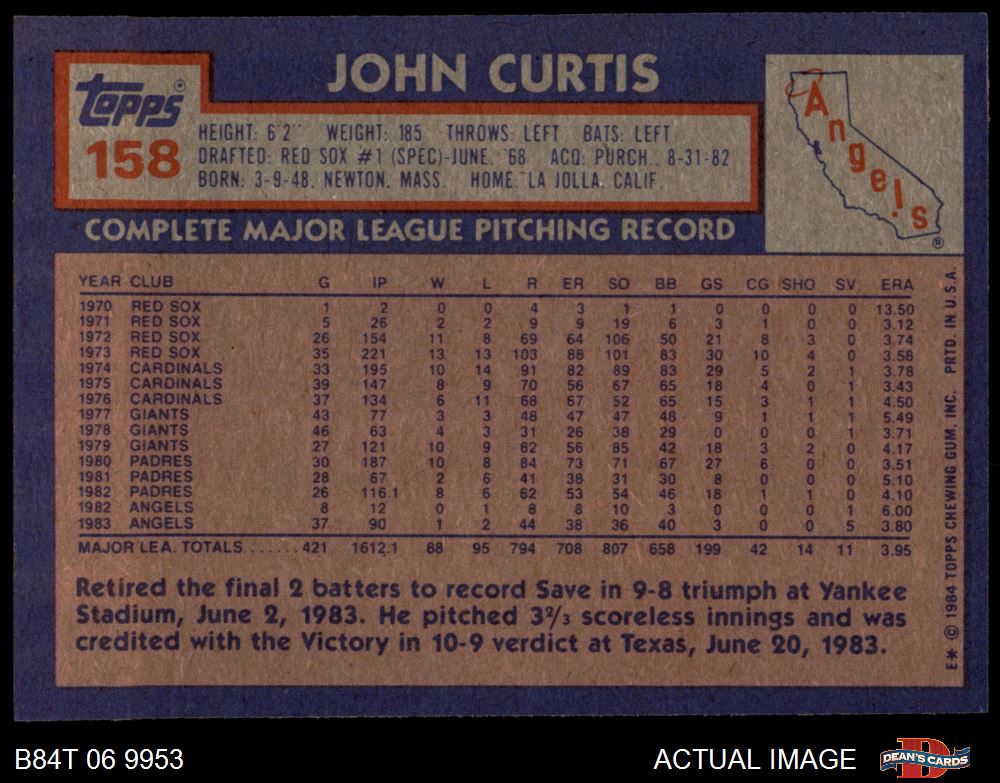 JOHN CURTIS
Topps®
158
HEIGHT: 6'2" WEIGHT: 185 THROWS: LEFT BATS: LEFT
DRAFTED: RED SOX #1 (SPEC)-JUNE, '68 ACQ: PURCH., 8-31-82
BORN: 3-9-48, NEWTON, MASS. HOME: LA JOLLA, CALIF.
Angels
®
COMPLETE MAJOR LEAGUE PITCHING RECORD
YEAR CLUB G IP W L R ER SO BB GS CG SHO SV ERA
1970 RED SOX 1 2 0 0 4 3 1 1 0 0 0 0 13.50
1971 RED SOX 5 26 2 2 9 9 19 6 3 1 0 0 3.12
1972 RED SOX 26 154 11 8 69 64 106 50 21 8 3 0 3.74
1973 RED SOX 35 221 13 13 103 88 101 83 30 10 4 0 3.58
1974 CARDINALS 33 195 10 14 91 82 89 83 29 5 2 1 3.78
1975 CARDINALS 39 147 8 9 70 56 67 65 18 4 0 1 3.43
1976 CARDINALS 37 134 6 11 68 67 52 65 15 3 1 1 4.50
1977 GIANTS 43 77 3 3 48 47 47 48 9 1 1 1 5.49
1978 GIANTS 46 63 4 3 31 26 38 29 0 0 0 1 3.71
1979 GIANTS 27 121 10 9 62 56 85 42 18 3 2 0 4.17
1980 PADRES 30 187 10 8 84 73 71 67 27 6 0 0 3.51
1981 PADRES 28 67 2 6 41 38 31 30 8 0 0 0 5.10
1982 PADRES 26 116.1 8 6 62 53 54 46 18 1 1 0 4.10
1982 ANGELS 8 12 0 1 8 8 10 3 0 0 0 1 6.00
1983 ANGELS 37 90 1 2 44 38 36 40 3 0 0 5 3.80
MAJOR LEA. TOTALS ...... 421 1612.1 88 95 794 708 807 658 199 42 14 11 3.95
Retired the final 2 batters to record Save in 9-8 triumph at Yankee
Stadium, June 2, 1983. He pitched 3⅔ scoreless innings and was
credited with the Victory in 10-9 verdict at Texas, June 20, 1983.
E* © 1984 TOPPS CHEWING GUM, INC. PRTD. IN U.S.A.
B84T 06 9953
ACTUAL IMAGE
D
DEAN'S CARDS